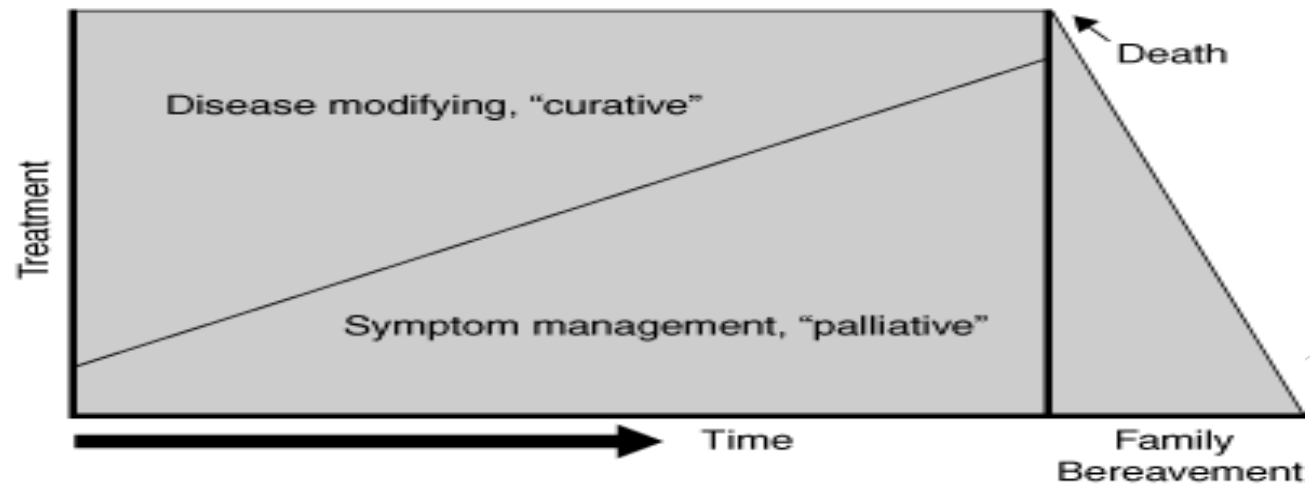 Death
Disease modifying, “curative”
Treatment
Symptom management, “palliative”
Time
Family
Bereavement